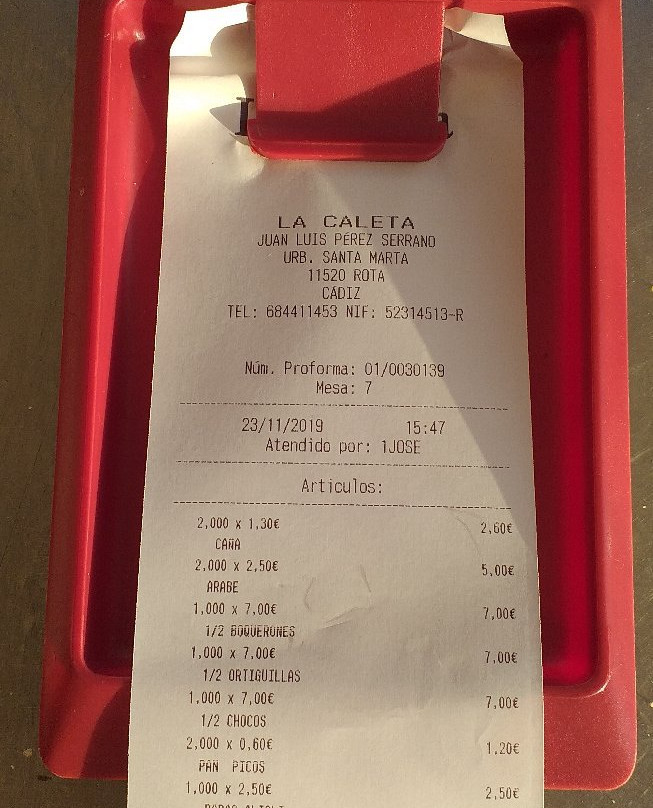 LA CALETA
JUAN LUIS PÉREZ SERRANO
URB. SANTA MARTA
11520 ROTA
CÁDIZ
TEL: 684411453 NIF: 52314513-R
Núm. Proforma: 01/0030139
Mesa: 7
23/11/2019 15:47
Atendido por: 1JOSE
Articulos:
2,000 x 1,30€ 2,60€
CAÑA
2,000 x 2,50€ 5,00€
ARABE
1,000 x 7,00€ 7,00€
1/2 BOQUERONES
1,000 x 7,00€ 7,00€
1/2 ORTIGUILLAS
1,000 x 7,00€ 7,00€
1/2 CHOCOS
2,000 x 0,60€ 1,20€
PAN PICOS
1,000 x 2,50€ 2,50€